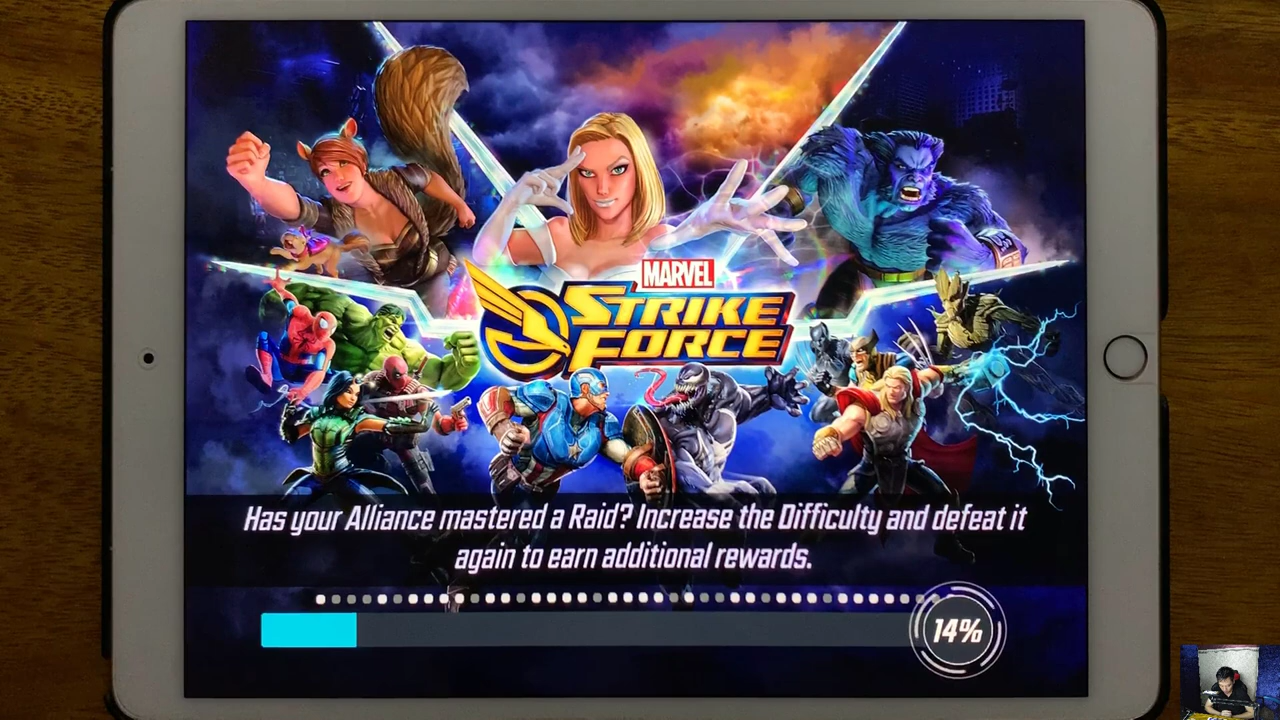 MARVEL
STRIKE
FORCE
Has your Alliance mastered a Raid? Increase the Difficulty and defeat it
again to earn additional rewards.
14%